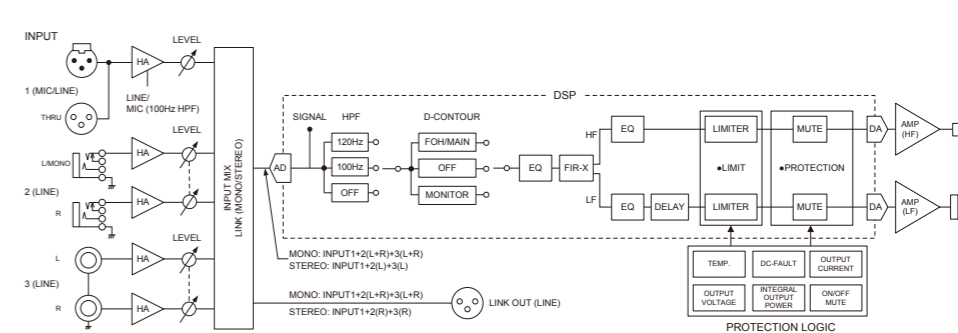 INPUT
1 (MIC/LINE)
THRU
HA
LEVEL
LINE/
MIC (100Hz HPF)
L/MONO
HA
LEVEL
2 (LINE)
R
HA
L
HA
LEVEL
3 (LINE)
R
HA
INPUT MIX
LINK (MONO/STEREO)
MONO: INPUT1+2(L+R)+3(L+R)
STEREO: INPUT1+2(L)+3(L)
MONO: INPUT1+2(L+R)+3(L+R)
STEREO: INPUT1+2(R)+3(R)
LINK OUT (LINE)
DSP
AD
SIGNAL
HPF
120Hz
100Hz
OFF
D-CONTOUR
FOH/MAIN
OFF
MONITOR
EQ
FIR-X
HF
EQ
LIMITER
MUTE
DA
AMP
(HF)
●LIMIT
●PROTECTION
LF
EQ
DELAY
LIMITER
MUTE
DA
AMP
(LF)
TEMP.
DC-FAULT
OUTPUT
CURRENT
OUTPUT
VOLTAGE
INTEGRAL
OUTPUT
POWER
ON/OFF
MUTE
PROTECTION LOGIC